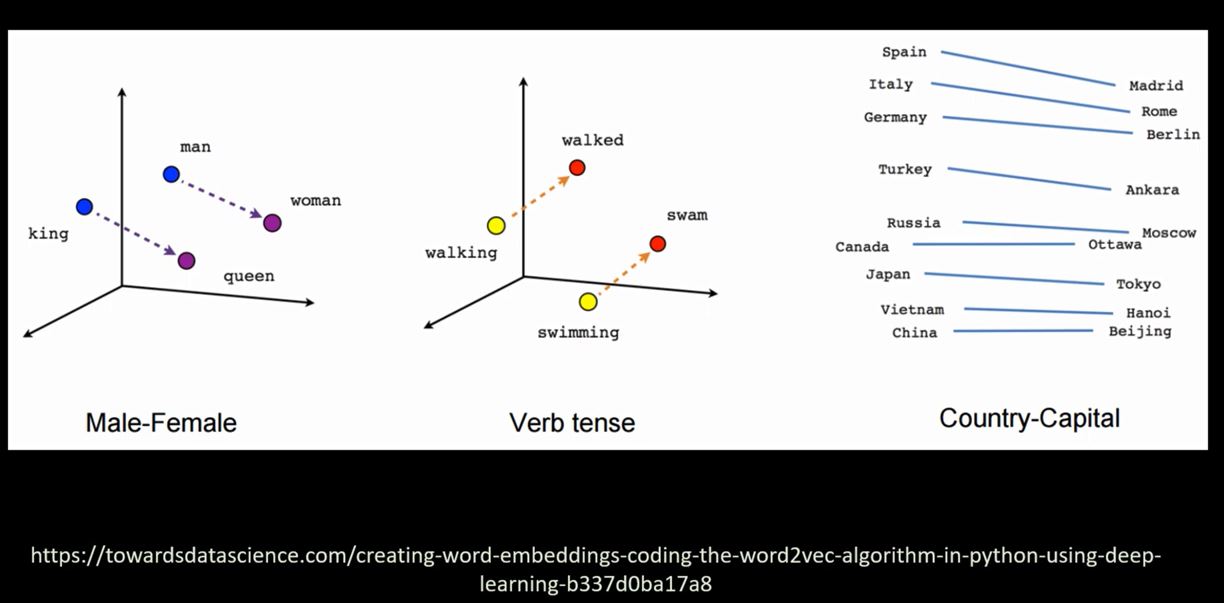 man
woman
king
queen
Male-Female
walked
walking
swam
swimming
Verb tense
Spain
Madrid
Italy
Rome
Germany
Berlin
Turkey
Ankara
Russia
Moscow
Canada
Ottawa
Japan
Tokyo
Vietnam
Hanoi
China
Beijing
Country-Capital
https://towardsdatascience.com/creating-word-embeddings-coding-the-word2vec-algorithm-in-python-using-deep-
learning-b337d0ba17a8